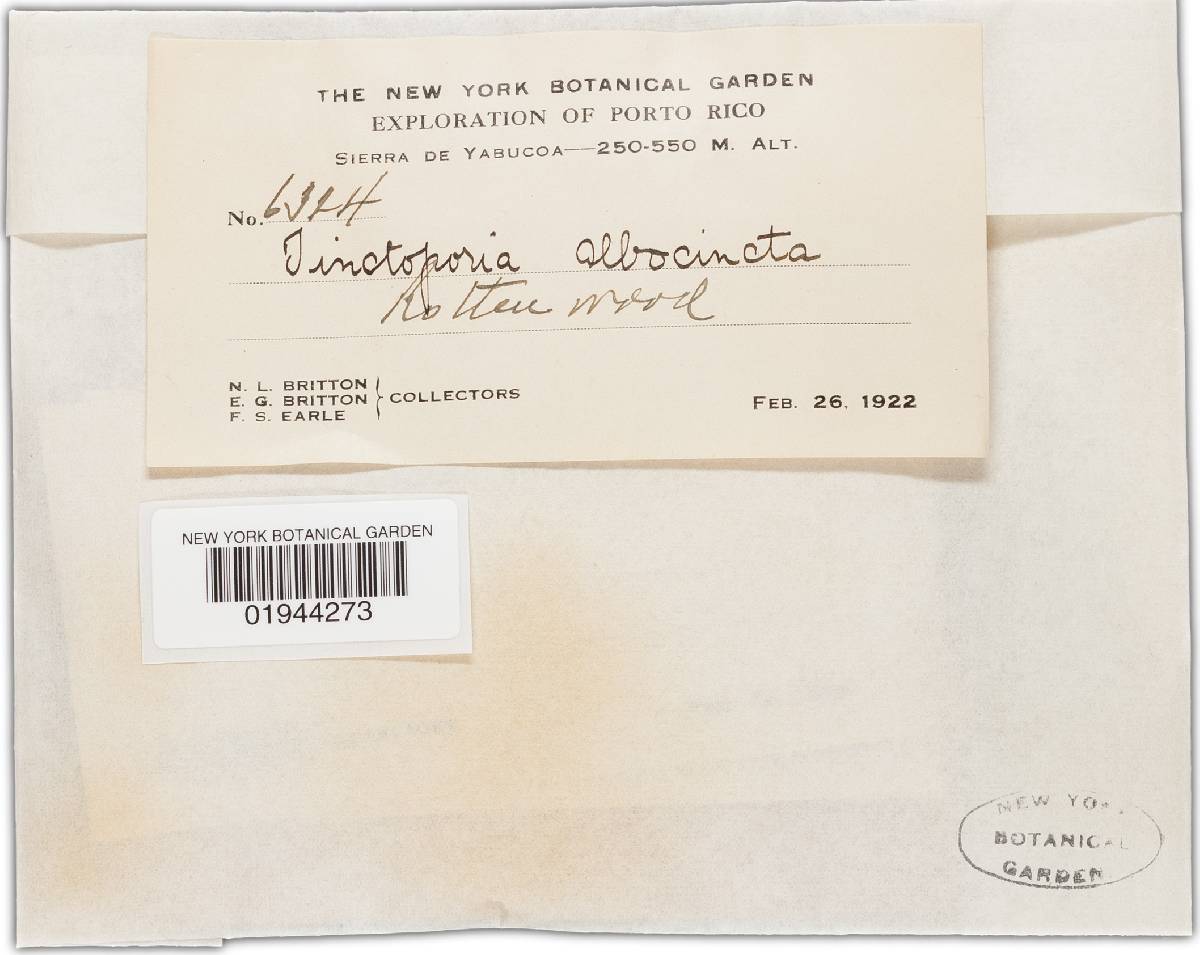 THE NEW YORK BOTANICAL GARDEN
EXPLORATION OF PORTO RICO
SIERRA DE YABUCOA—250-550 M. ALT.
No. 6324
Tinctoporia albocincta
Rotten wood
N. L. BRITTON
E. G. BRITTON
F. S. EARLE
COLLECTORS
FEB. 26, 1922
NEW YORK BOTANICAL GARDEN
01944273
NEW YORK
BOTANICAL
GARDEN